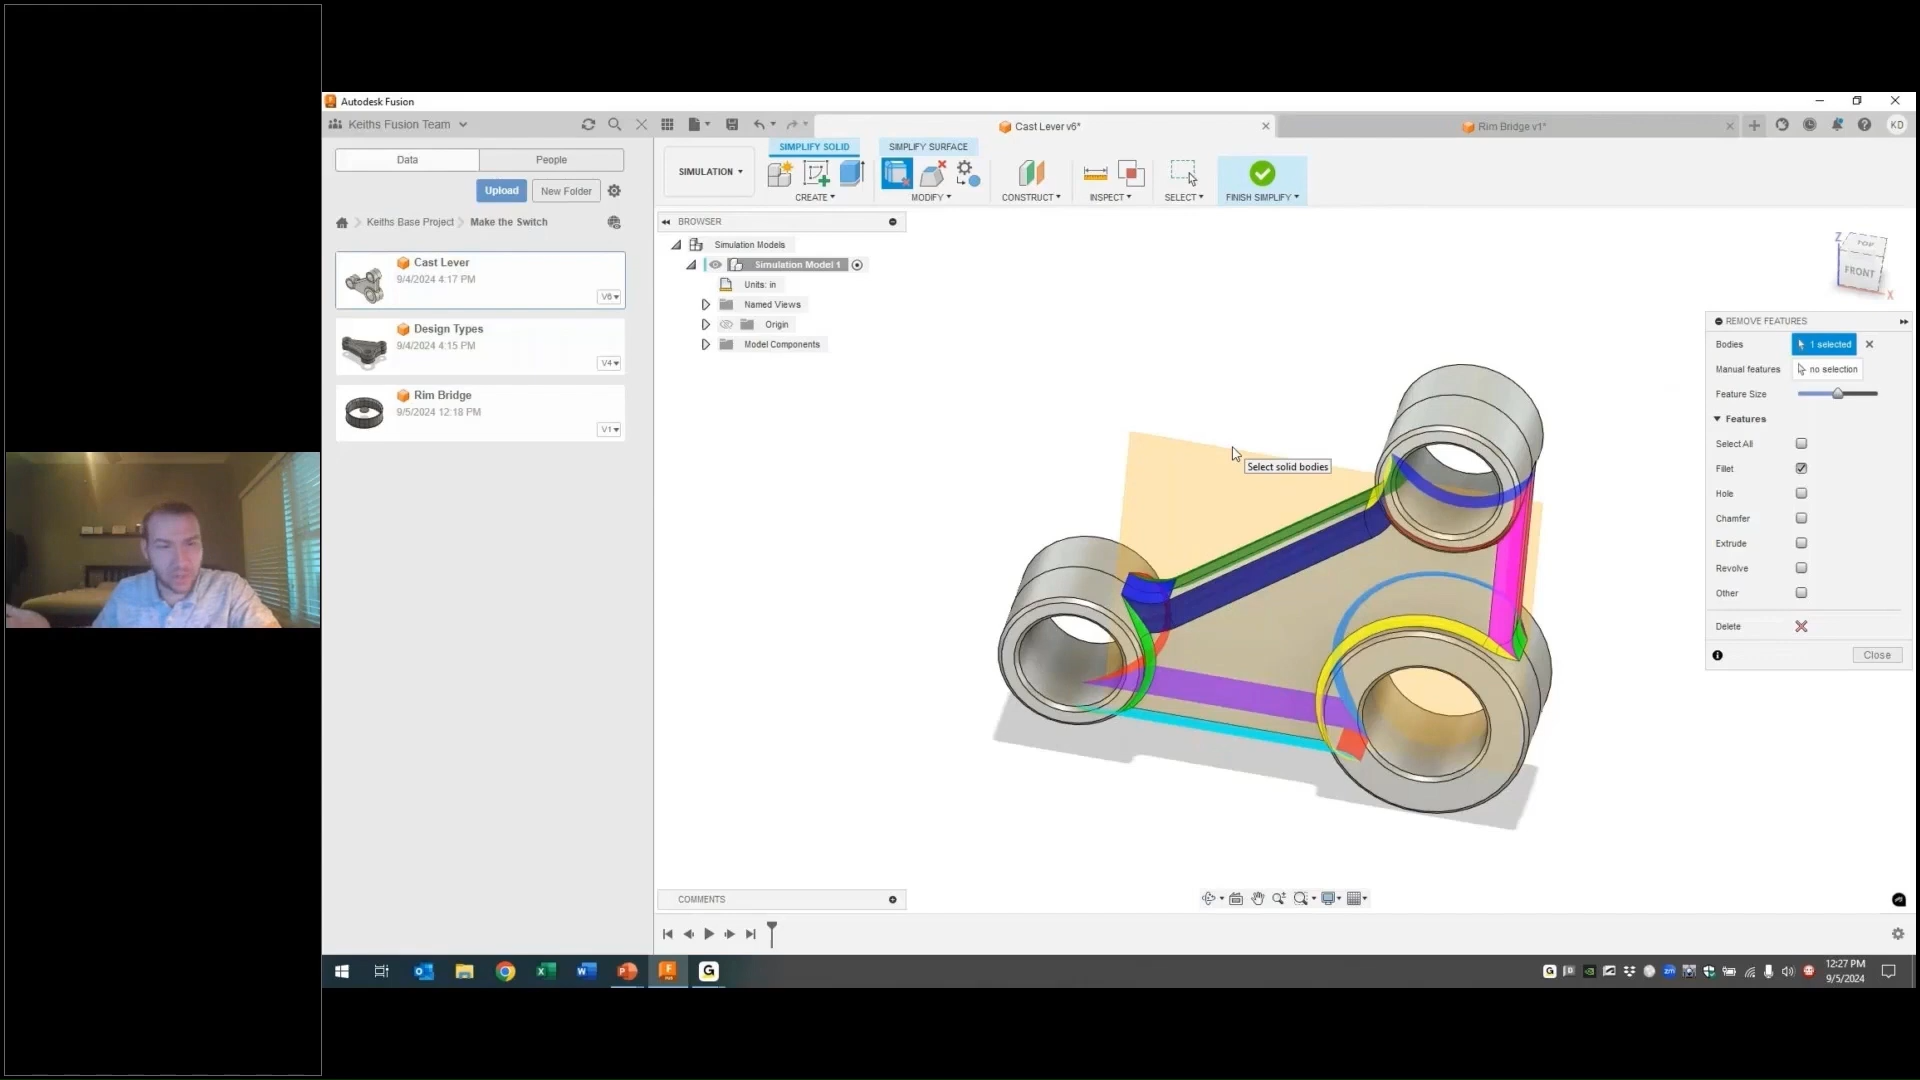 Autodesk Fusion
Keiths Fusion Team
Cast Lever v6*
Rim Bridge v1*
KD
Data
People
Upload
New Folder
Keiths Base Project
Make the Switch
Cast Lever
9/4/2024 4:17 PM
V6
Design Types
9/4/2024 4:15 PM
V4
Rim Bridge
9/5/2024 12:18 PM
V1
SIMULATION
SIMPLIFY SOLID
SIMPLIFY SURFACE
CREATE
MODIFY
CONSTRUCT
INSPECT
SELECT
FINISH SIMPLIFY
BROWSER
Simulation Models
Simulation Model 1
Units: in
Named Views
Origin
Model Components
Select solid bodies
Z
TOP
FRONT
X
REMOVE FEATURES
Bodies
1 selected
Manual features
no selection
Feature Size
Features
Select All
Fillet
Hole
Chamfer
Extrude
Revolve
Other
Delete
Close
COMMENTS
12:27 PM
9/5/2024